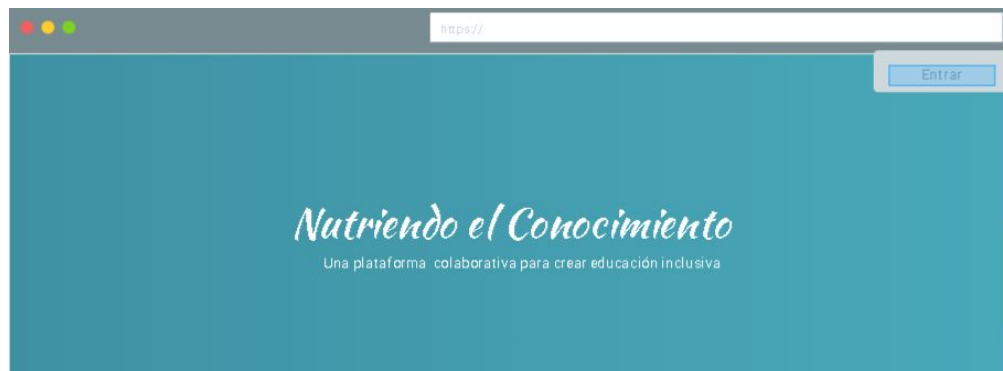 https://
Entrar
Nutriendo el Conocimiento
Una plataforma colaborativa para crear educación inclusiva